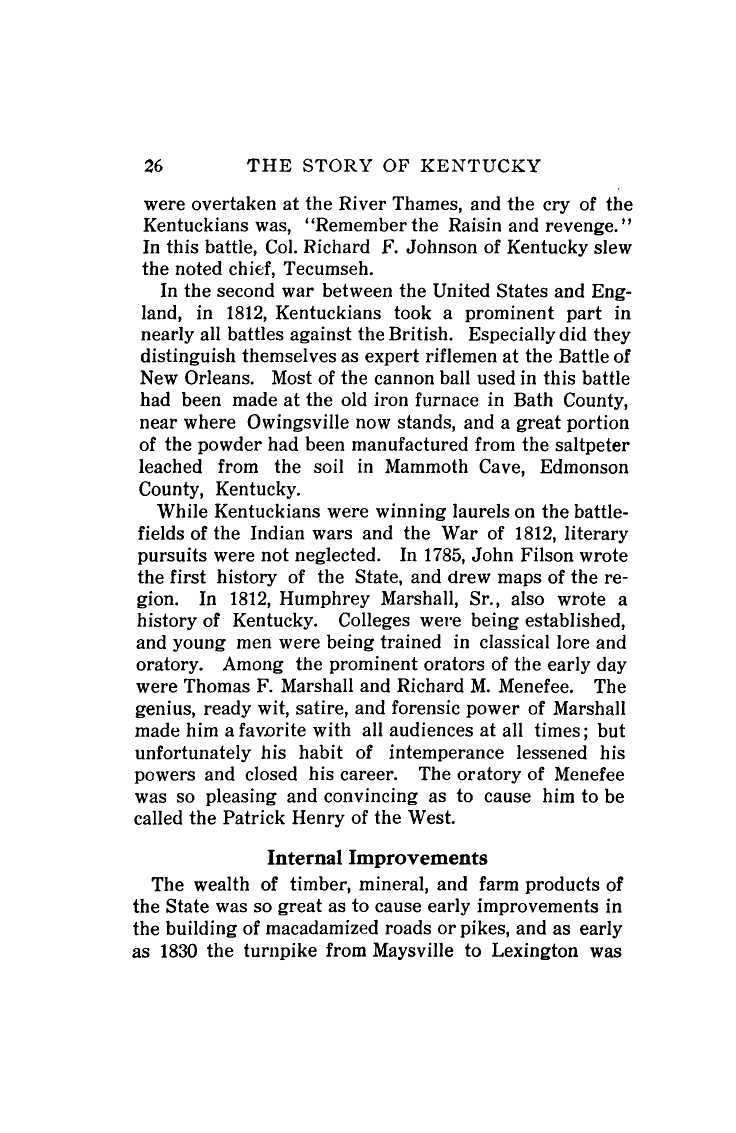 26 THE STORY OF KENTUCKY
were overtaken at the River Thames, and the cry of the
Kentuckians was, "Remember the Raisin and revenge."
In this battle, Col. Richard F. Johnson of Kentucky slew
the noted chief, Tecumseh.
In the second war between the United States and Eng-
land, in 1812, Kentuckians took a prominent part in
nearly all battles against the British. Especially did they
distinguish themselves as expert riflemen at the Battle of
New Orleans. Most of the cannon ball used in this battle
had been made at the old iron furnace in Bath County,
near where Owingsville now stands, and a great portion
of the powder had been manufactured from the saltpeter
leached from the soil in Mammoth Cave, Edmonson
County, Kentucky.
While Kentuckians were winning laurels on the battle-
fields of the Indian wars and the War of 1812, literary
pursuits were not neglected. In 1785, John Filson wrote
the first history of the State, and drew maps of the re-
gion. In 1812, Humphrey Marshall, Sr., also wrote a
history of Kentucky. Colleges were being established,
and young men were being trained in classical lore and
oratory. Among the prominent orators of the early day
were Thomas F. Marshall and Richard M. Menefee. The
genius, ready wit, satire, and forensic power of Marshall
made him a favorite with all audiences at all times; but
unfortunately his habit of intemperance lessened his
powers and closed his career. The oratory of Menefee
was so pleasing and convincing as to cause him to be
called the Patrick Henry of the West.
Internal Improvements
The wealth of timber, mineral, and farm products of
the State was so great as to cause early improvements in
the building of macadamized roads or pikes, and as early
as 1830 the turnpike from Maysville to Lexington was